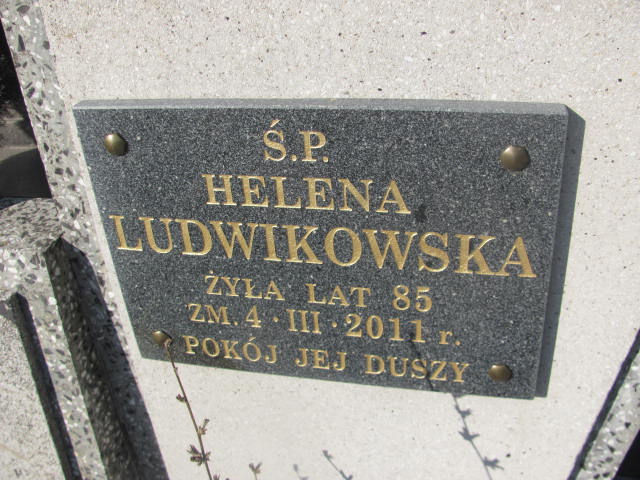 Ś.P.
HELENA
LUDWIKOWSKA
ŻYŁA LAT 85
ZM. 4 · III · 2011 r.
POKÓJ JEJ DUSZY